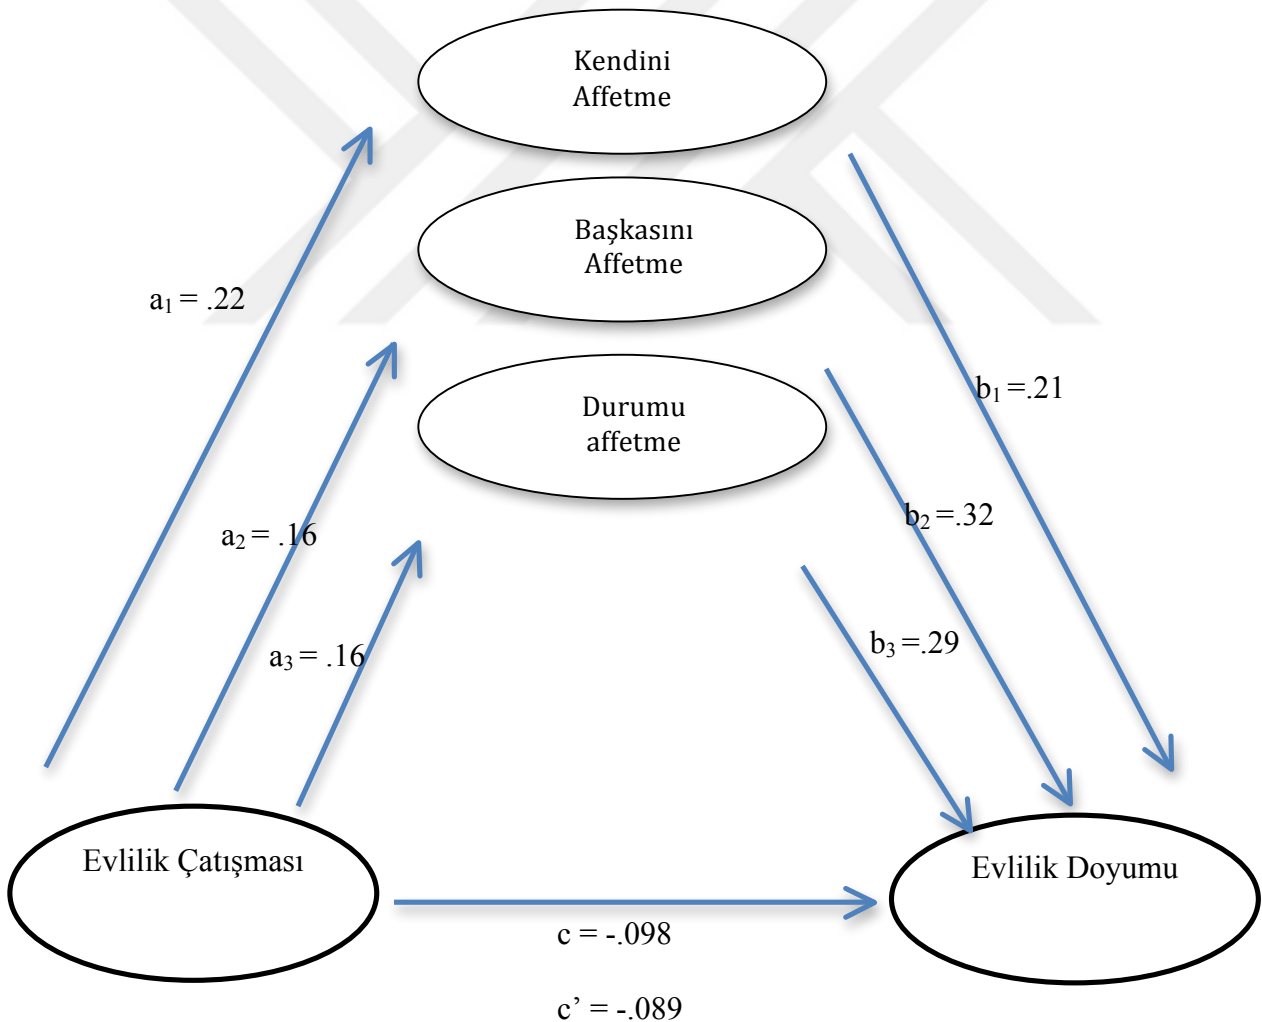 Kendini
Affetme
Başkasını
Affetme
a₁ = .22
Durumu
affetme
b₁ =.21
b₂ =.32
a₂ = .16
b₃ =.29
a₃ = .16
Evlilik Çatışması
Evlilik Doyumu
c = -.098
c’ = -.089